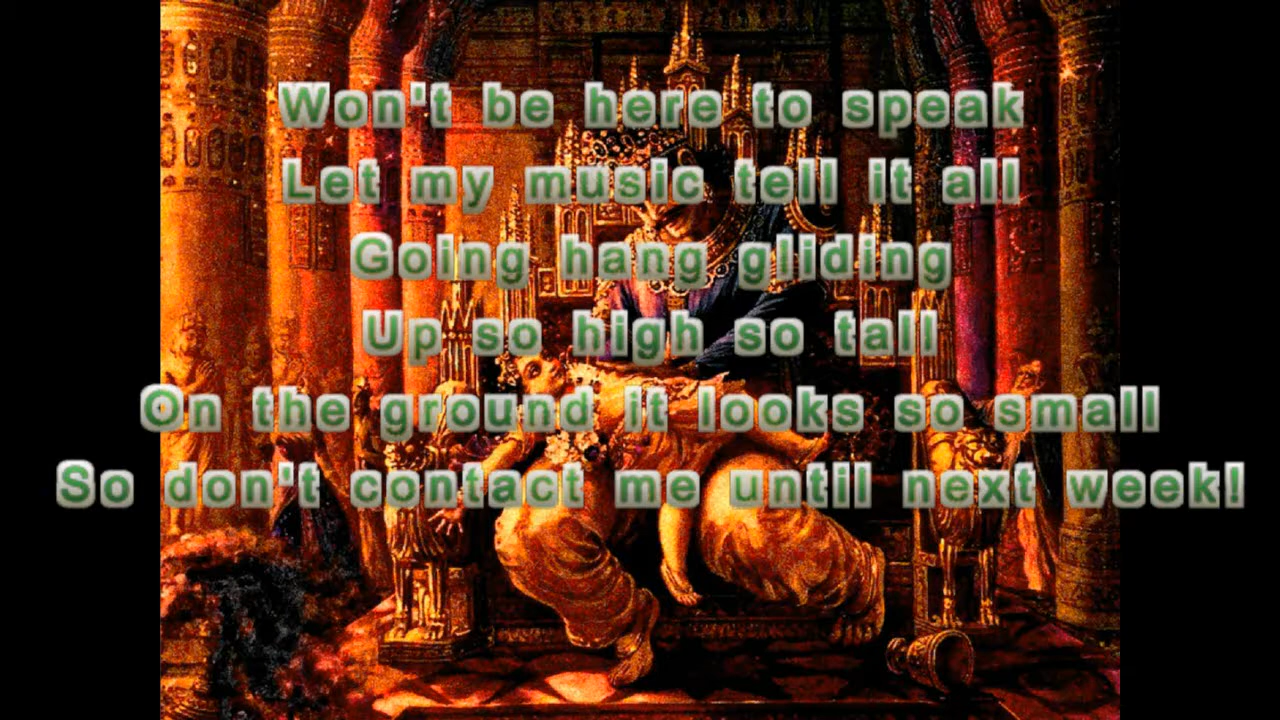 Won't be here to speak
Let my music tell it all
Going hang gliding
Up so high so tall
On the ground it looks so small
So don't contact me until next week!